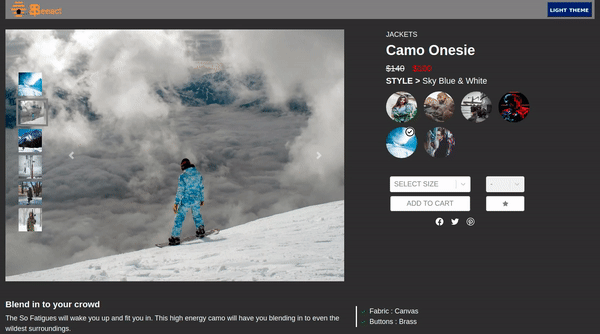 LIGHT THEME
JACKETS
Camo Onesie
$140 $100
STYLE > Sky Blue & White
SELECT SIZE
ADD TO CART
Blend in to your crowd
The So Fatigues will wake you up and fit you in. This high energy camo will have you blending in to even the
wildest surroundings.
✓ Fabric : Canvas
✓ Buttons : Brass